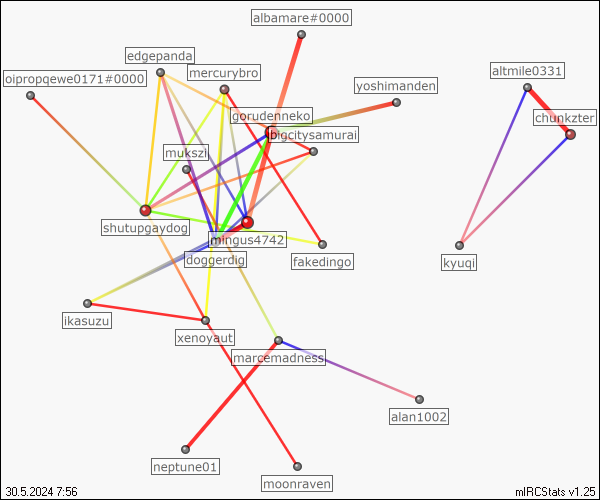 albamare#0000
edgepanda
mercurybro
altmile0331
oipropqewe0171#0000
yoshimanden
gorudenneko
chunkzter
bigcitysamurai
mukszi
shutupgaydog
mingus4742
doggerdig
fakedingo
kyuqi
ikasuzu
xenoyaut
marcemadness
alan1002
neptune01
moonraven
30.5.2024 7:56
mIRCStats v1.25